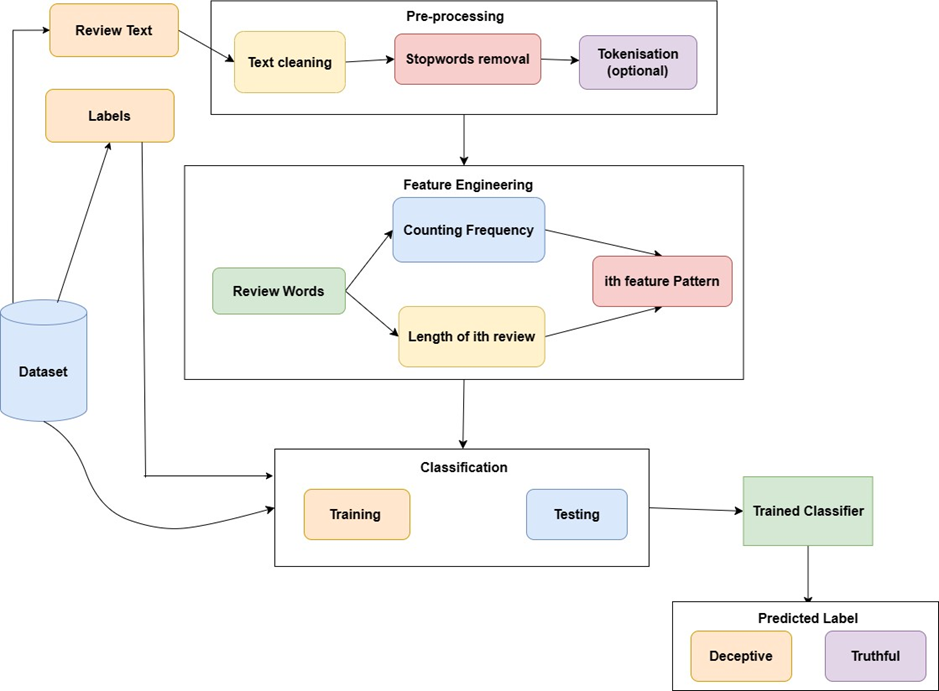 Pre-processing
Review Text
Text cleaning
Stopwords removal
Tokenisation
(optional)
Labels
Feature Engineering
Counting Frequency
Review Words
ith feature Pattern
Length of ith review
Dataset
Classification
Training
Testing
Trained Classifier
Predicted Label
Deceptive
Truthful